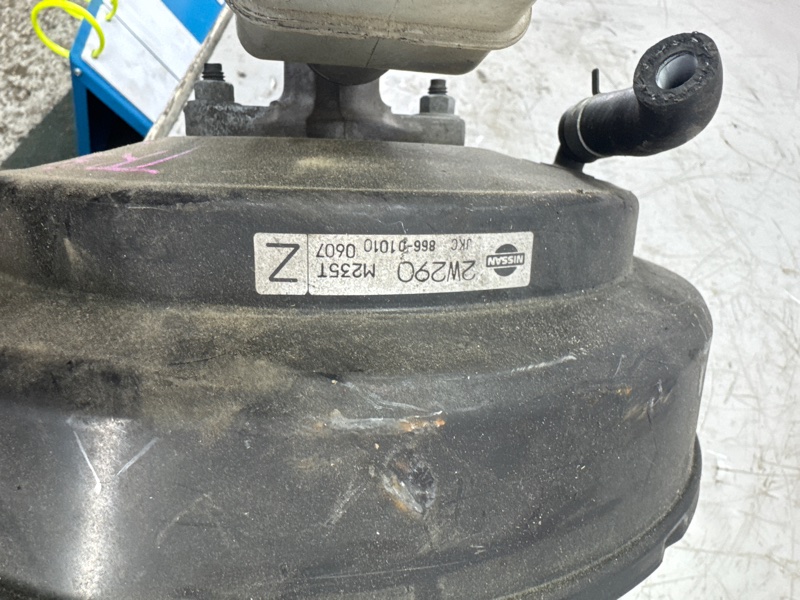 NISSAN
2W29O M235T Z
JKC 866-01010 0607